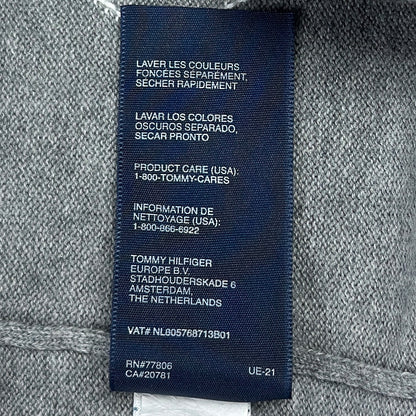 LAVER LES COULEURS
FONCÉES SÉPARÉMENT,
SÉCHER RAPIDEMENT
LAVAR LOS COLORES
OSCUROS SEPARADO,
SECAR PRONTO
PRODUCT CARE (USA):
1-800-TOMMY-CARES
INFORMATION DE
NETTOYAGE (USA):
1-800-866-6922
TOMMY HILFIGER
EUROPE B.V.
STADHOUDERSKADE 6
AMSTERDAM,
THE NETHERLANDS
VAT# NL805768713B01
RN#77806
CA#20781
UE-21